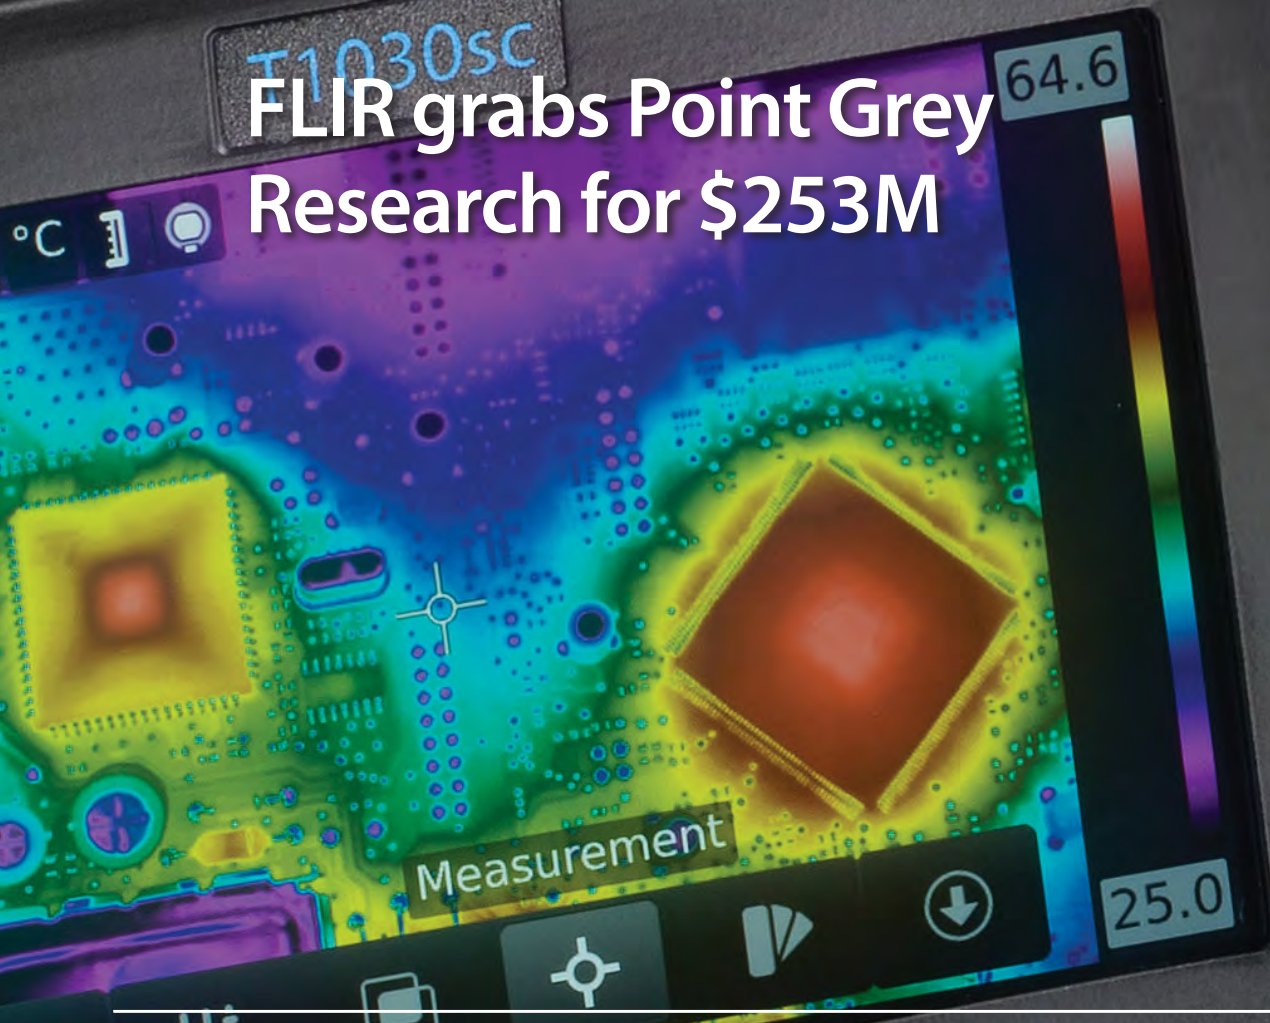 T1030sc
FLIR grabs Point Grey
Research for $253M
64.6
°C
Measurement
25.0